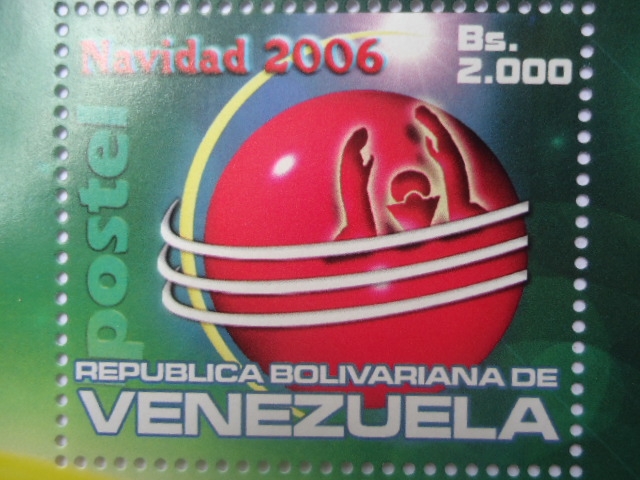 Navidad 2006
Bs.
2.000
postel
REPUBLICA BOLIVARIANA DE
VENEZUELA